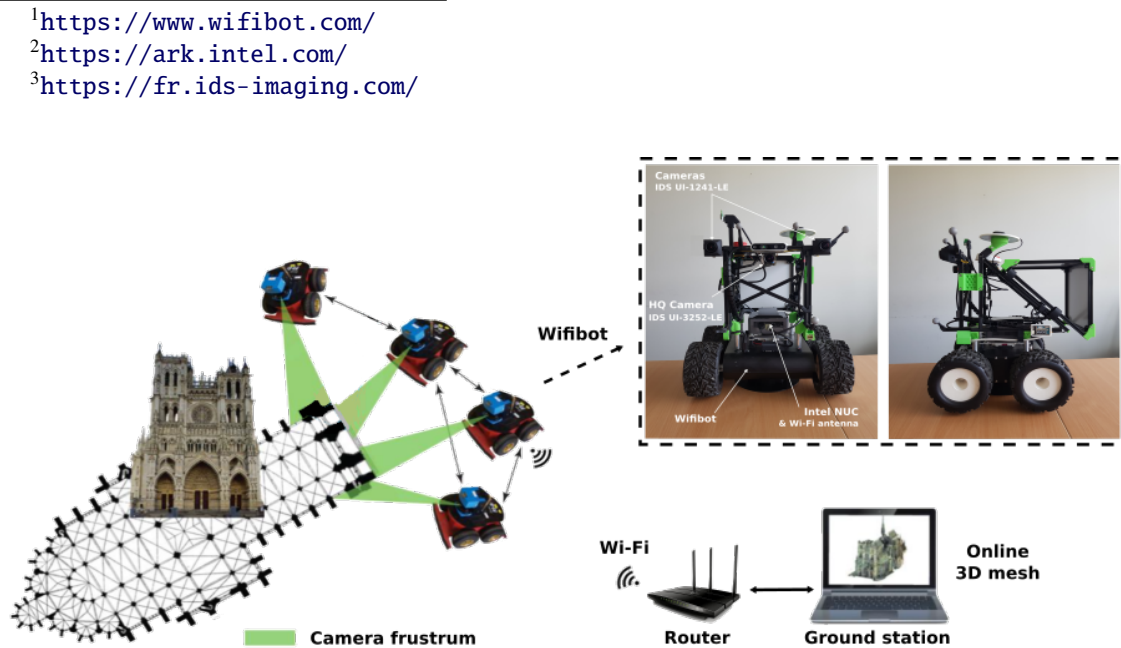 ¹https://www.wifibot.com/
²https://ark.intel.com/
³https://fr.ids-imaging.com/
Cameras
IDS UI-1241-LE
HQ Camera
IDS UI-3252-LE
Wifibot
Wifibot
Intel NUC
& Wi-Fi antenna
Wi-Fi
Online
3D mesh
Camera frustrum
Router
Ground station